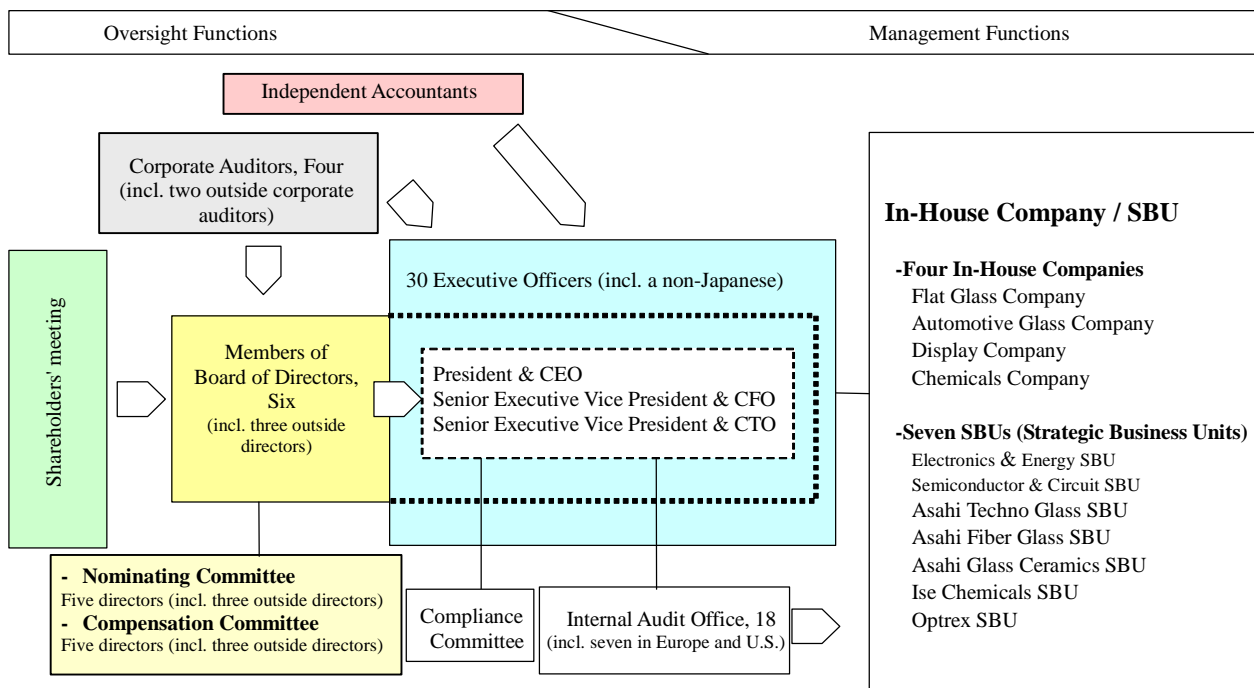 Oversight Functions
Management Functions
Independent Accountants
Corporate Auditors, Four
(incl. two outside corporate
auditors)
Shareholders' meeting
Members of
Board of Directors,
Six
(incl. three outside
directors)
30 Executive Officers (incl. a non-Japanese)
President & CEO
Senior Executive Vice President & CFO
Senior Executive Vice President & CTO
- Nominating Committee
Five directors (incl. three outside directors)
- Compensation Committee
Five directors (incl. three outside directors)
Compliance
Committee
Internal Audit Office, 18
(incl. seven in Europe and U.S.)
In-House Company / SBU
-Four In-House Companies
Flat Glass Company
Automotive Glass Company
Display Company
Chemicals Company
-Seven SBUs (Strategic Business Units)
Electronics & Energy SBU
Semiconductor & Circuit SBU
Asahi Techno Glass SBU
Asahi Fiber Glass SBU
Asahi Glass Ceramics SBU
Ise Chemicals SBU
Optrex SBU